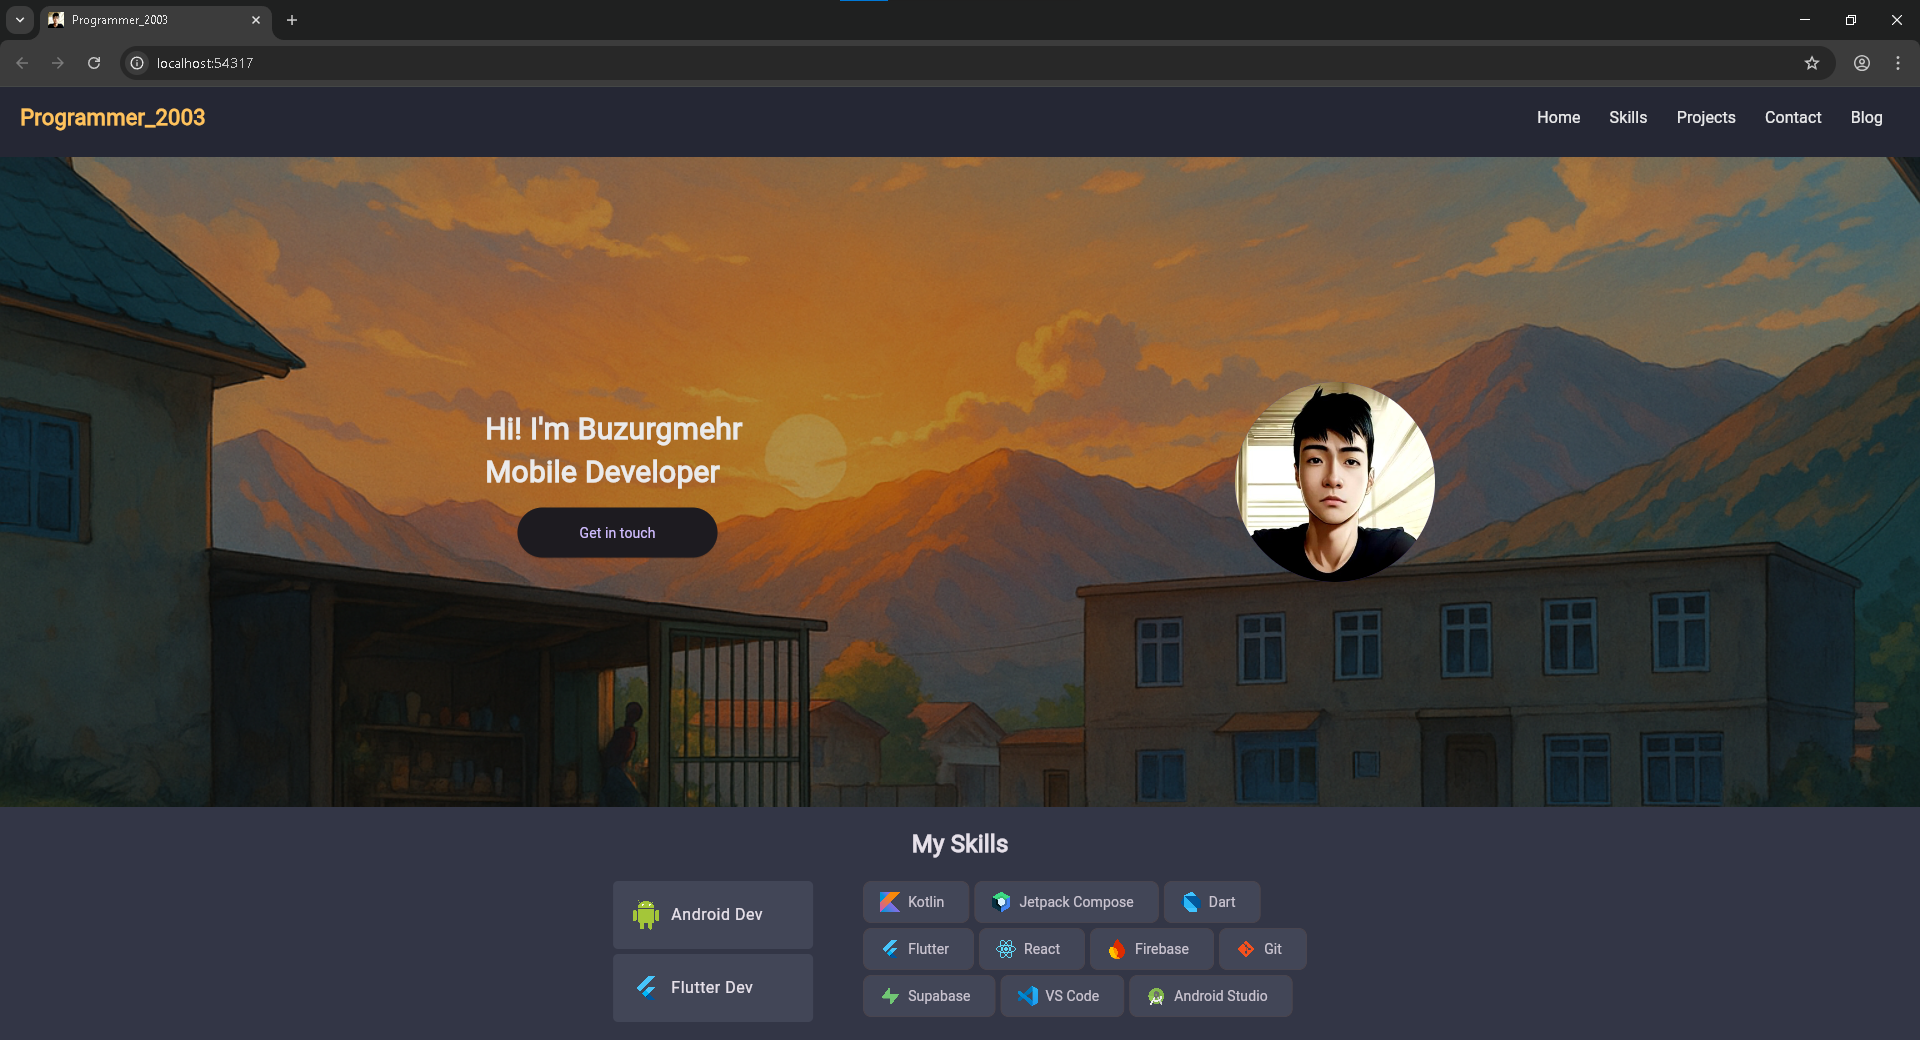 Programmer_2003
localhost:54317
Programmer_2003
Home Skills Projects Contact Blog
Hi! I'm Buzurgmehr
Mobile Developer
Get in touch
My Skills
Android Dev
Flutter Dev
Kotlin Jetpack Compose Dart
Flutter React Firebase Git
Supabase VS Code Android Studio